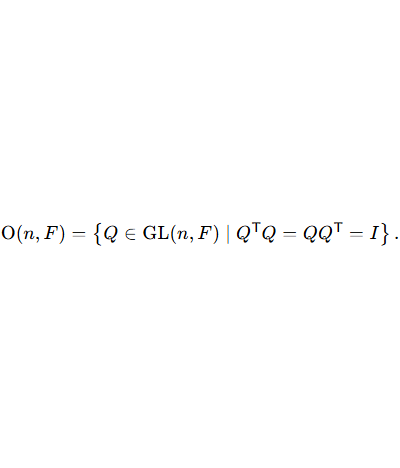 O(n, F) = {Q ∈ GL(n, F) | QᵀQ = QQᵀ = I} .